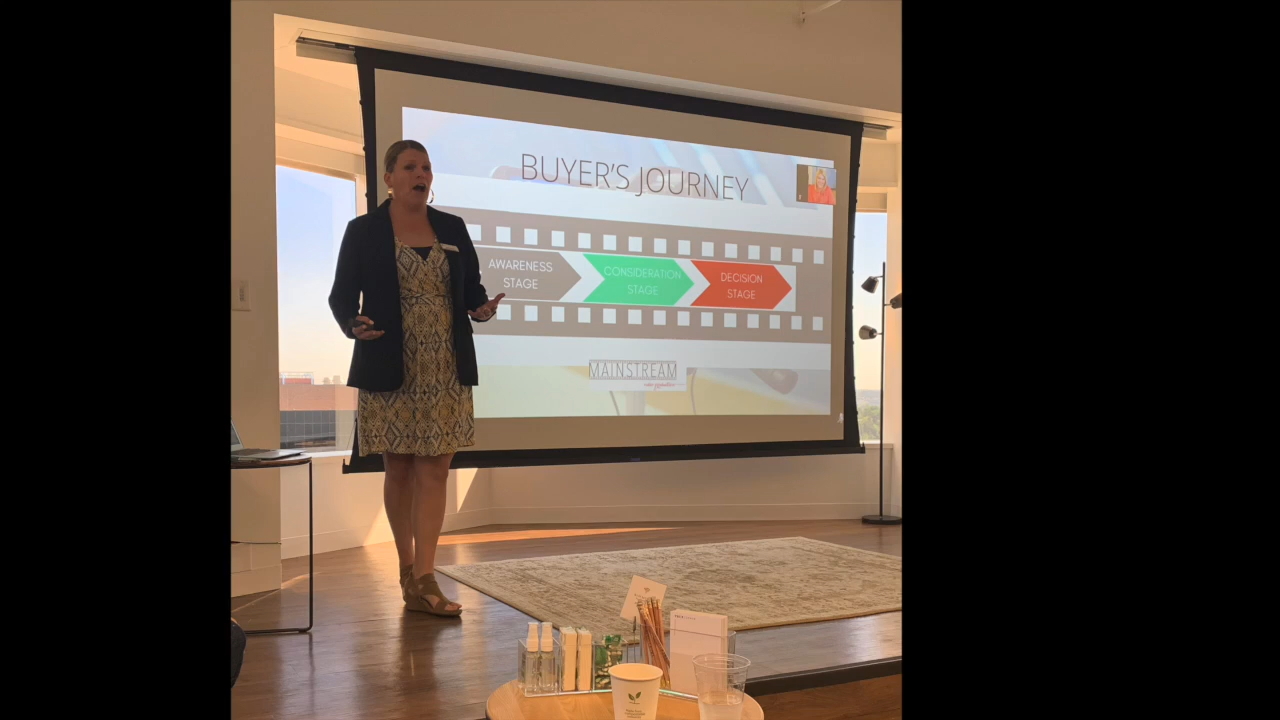 BUYER'S JOURNEY
AWARENESS
STAGE
CONSIDERATION
STAGE
DECISION
STAGE
MAINSTREAM